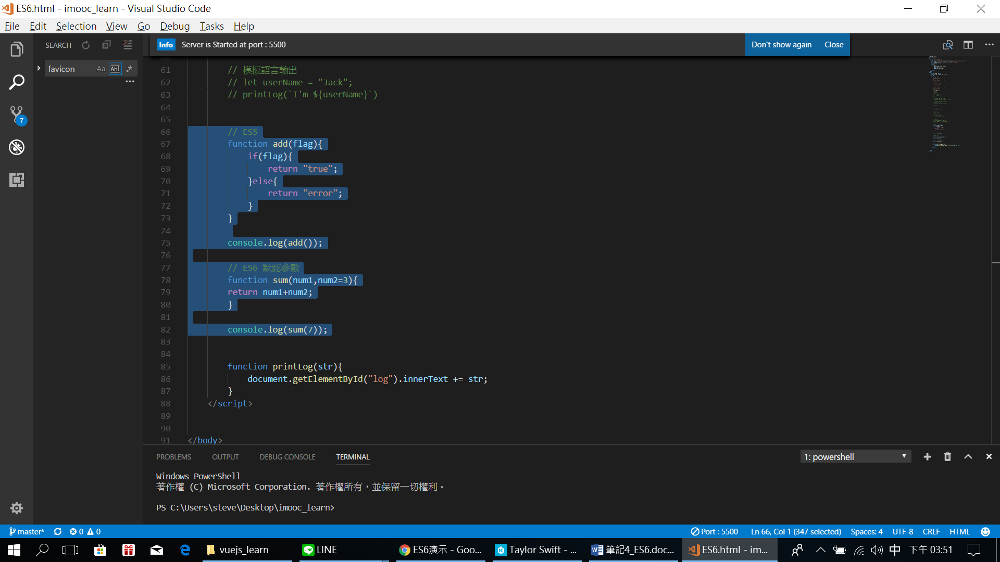 ES6.html - imooc_learn - Visual Studio Code
File Edit Selection View Go Debug Tasks Help
SEARCH
Info Server is Started at port : 5500 Don't show again Close
favicon Aa Abl .*
61 // 模板語言輸出
62 // let userName = "Jack";
63 // printLog(`I'm ${userName}`)
64
65
66 // ES5
67 function add(flag){
68 if(flag){
69 return "true";
70 }else{
71 return "error";
72 }
73 }
74
75 console.log(add());
76
77 // ES6 默認參數
78 function sum(num1,num2=3){
79 return num1+num2;
80 }
81
82 console.log(sum(7));
83
84
85 function printLog(str){
86 document.getElementById("log").innerText += str;
87 }
88 </script>
89
90
91 </body>
7
PROBLEMS OUTPUT DEBUG CONSOLE TERMINAL 1: powershell
Windows PowerShell
著作權 (C) Microsoft Corporation. 著作權所有，並保留一切權利。
PS C:\Users\steve\Desktop\imooc_learn>
master* 0 0 Port : 5500 Ln 66, Col 1 (347 selected) Spaces: 4 UTF-8 CRLF HTML
vuejs_learn LINE ES6演示 - Goo... Taylor Swift - ... 筆記4_ES6.doc... ES6.html - im... 中 下午 03:51